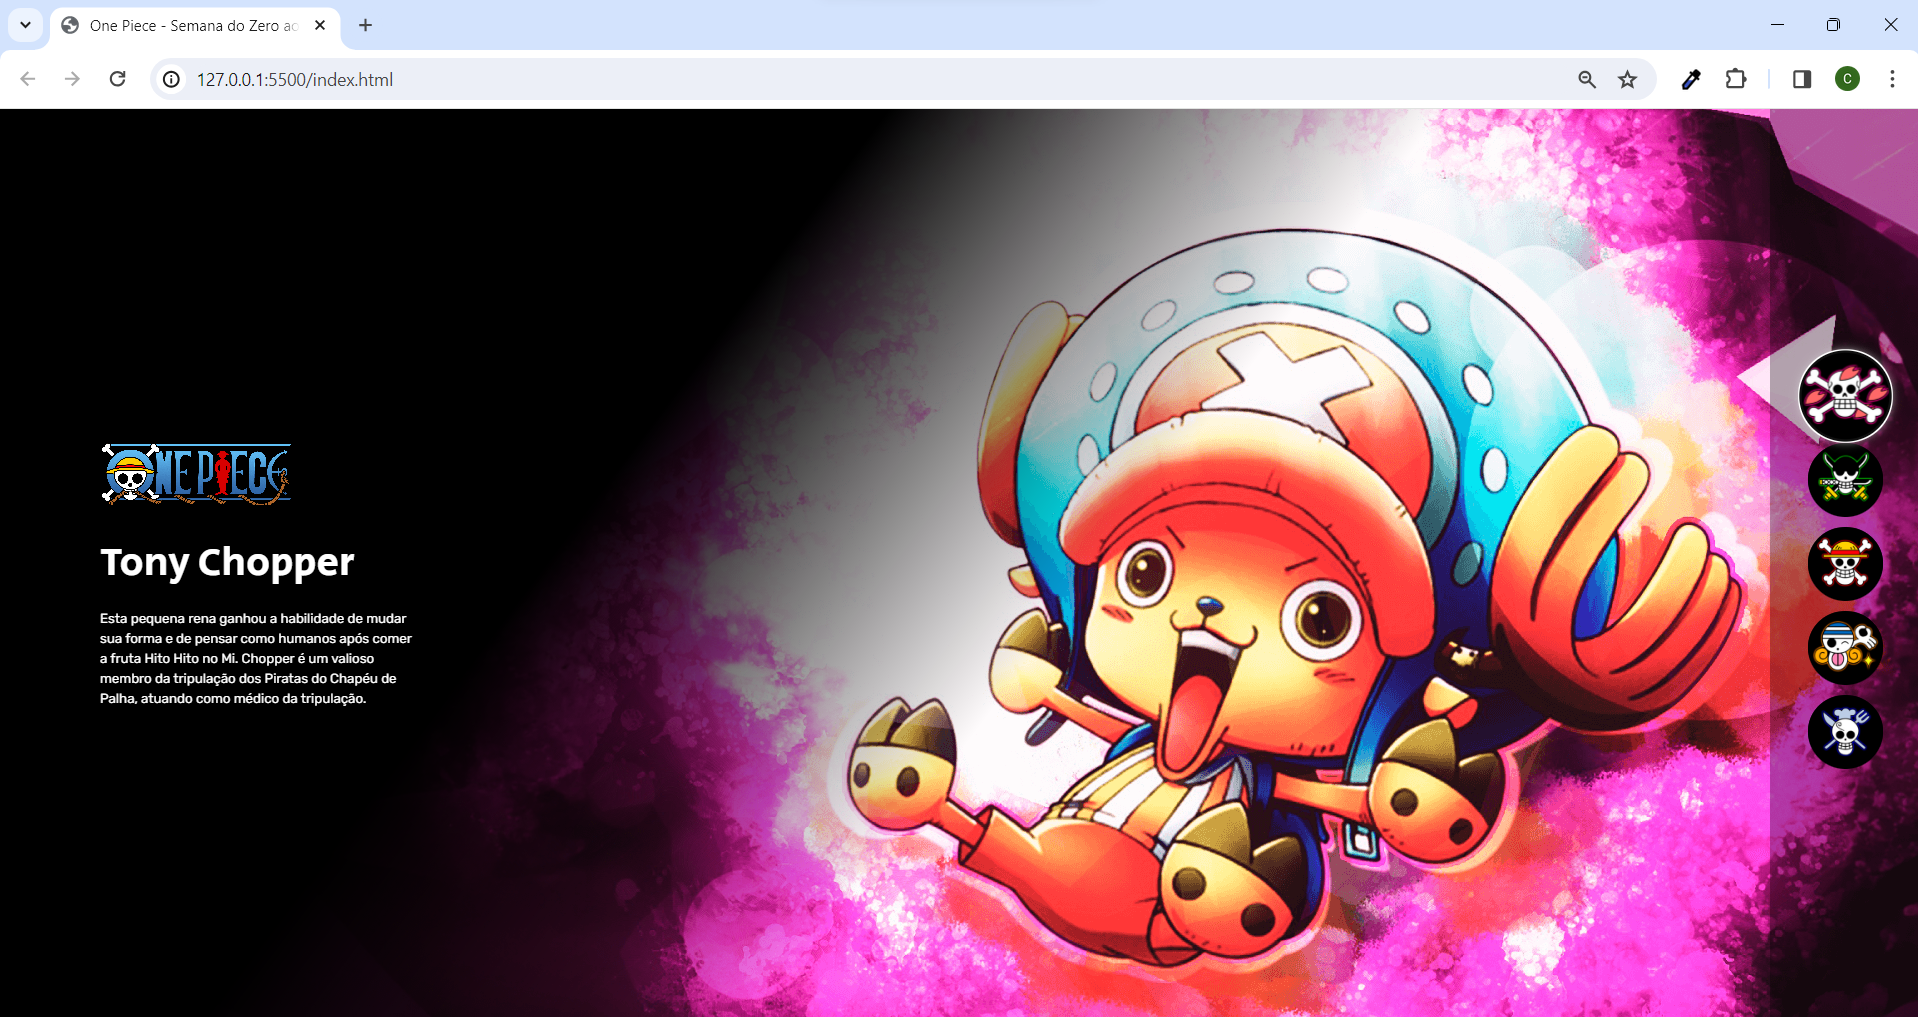 One Piece - Semana do Zero ao
127.0.0.1:5500/index.html
C
ONE PIECE
Tony Chopper
Esta pequena rena ganhou a habilidade de mudar
sua forma e de pensar como humanos após comer
a fruta Hito Hito no Mi. Chopper é um valioso
membro da tripulação dos Piratas do Chapéu de
Palha, atuando como médico da tripulação.